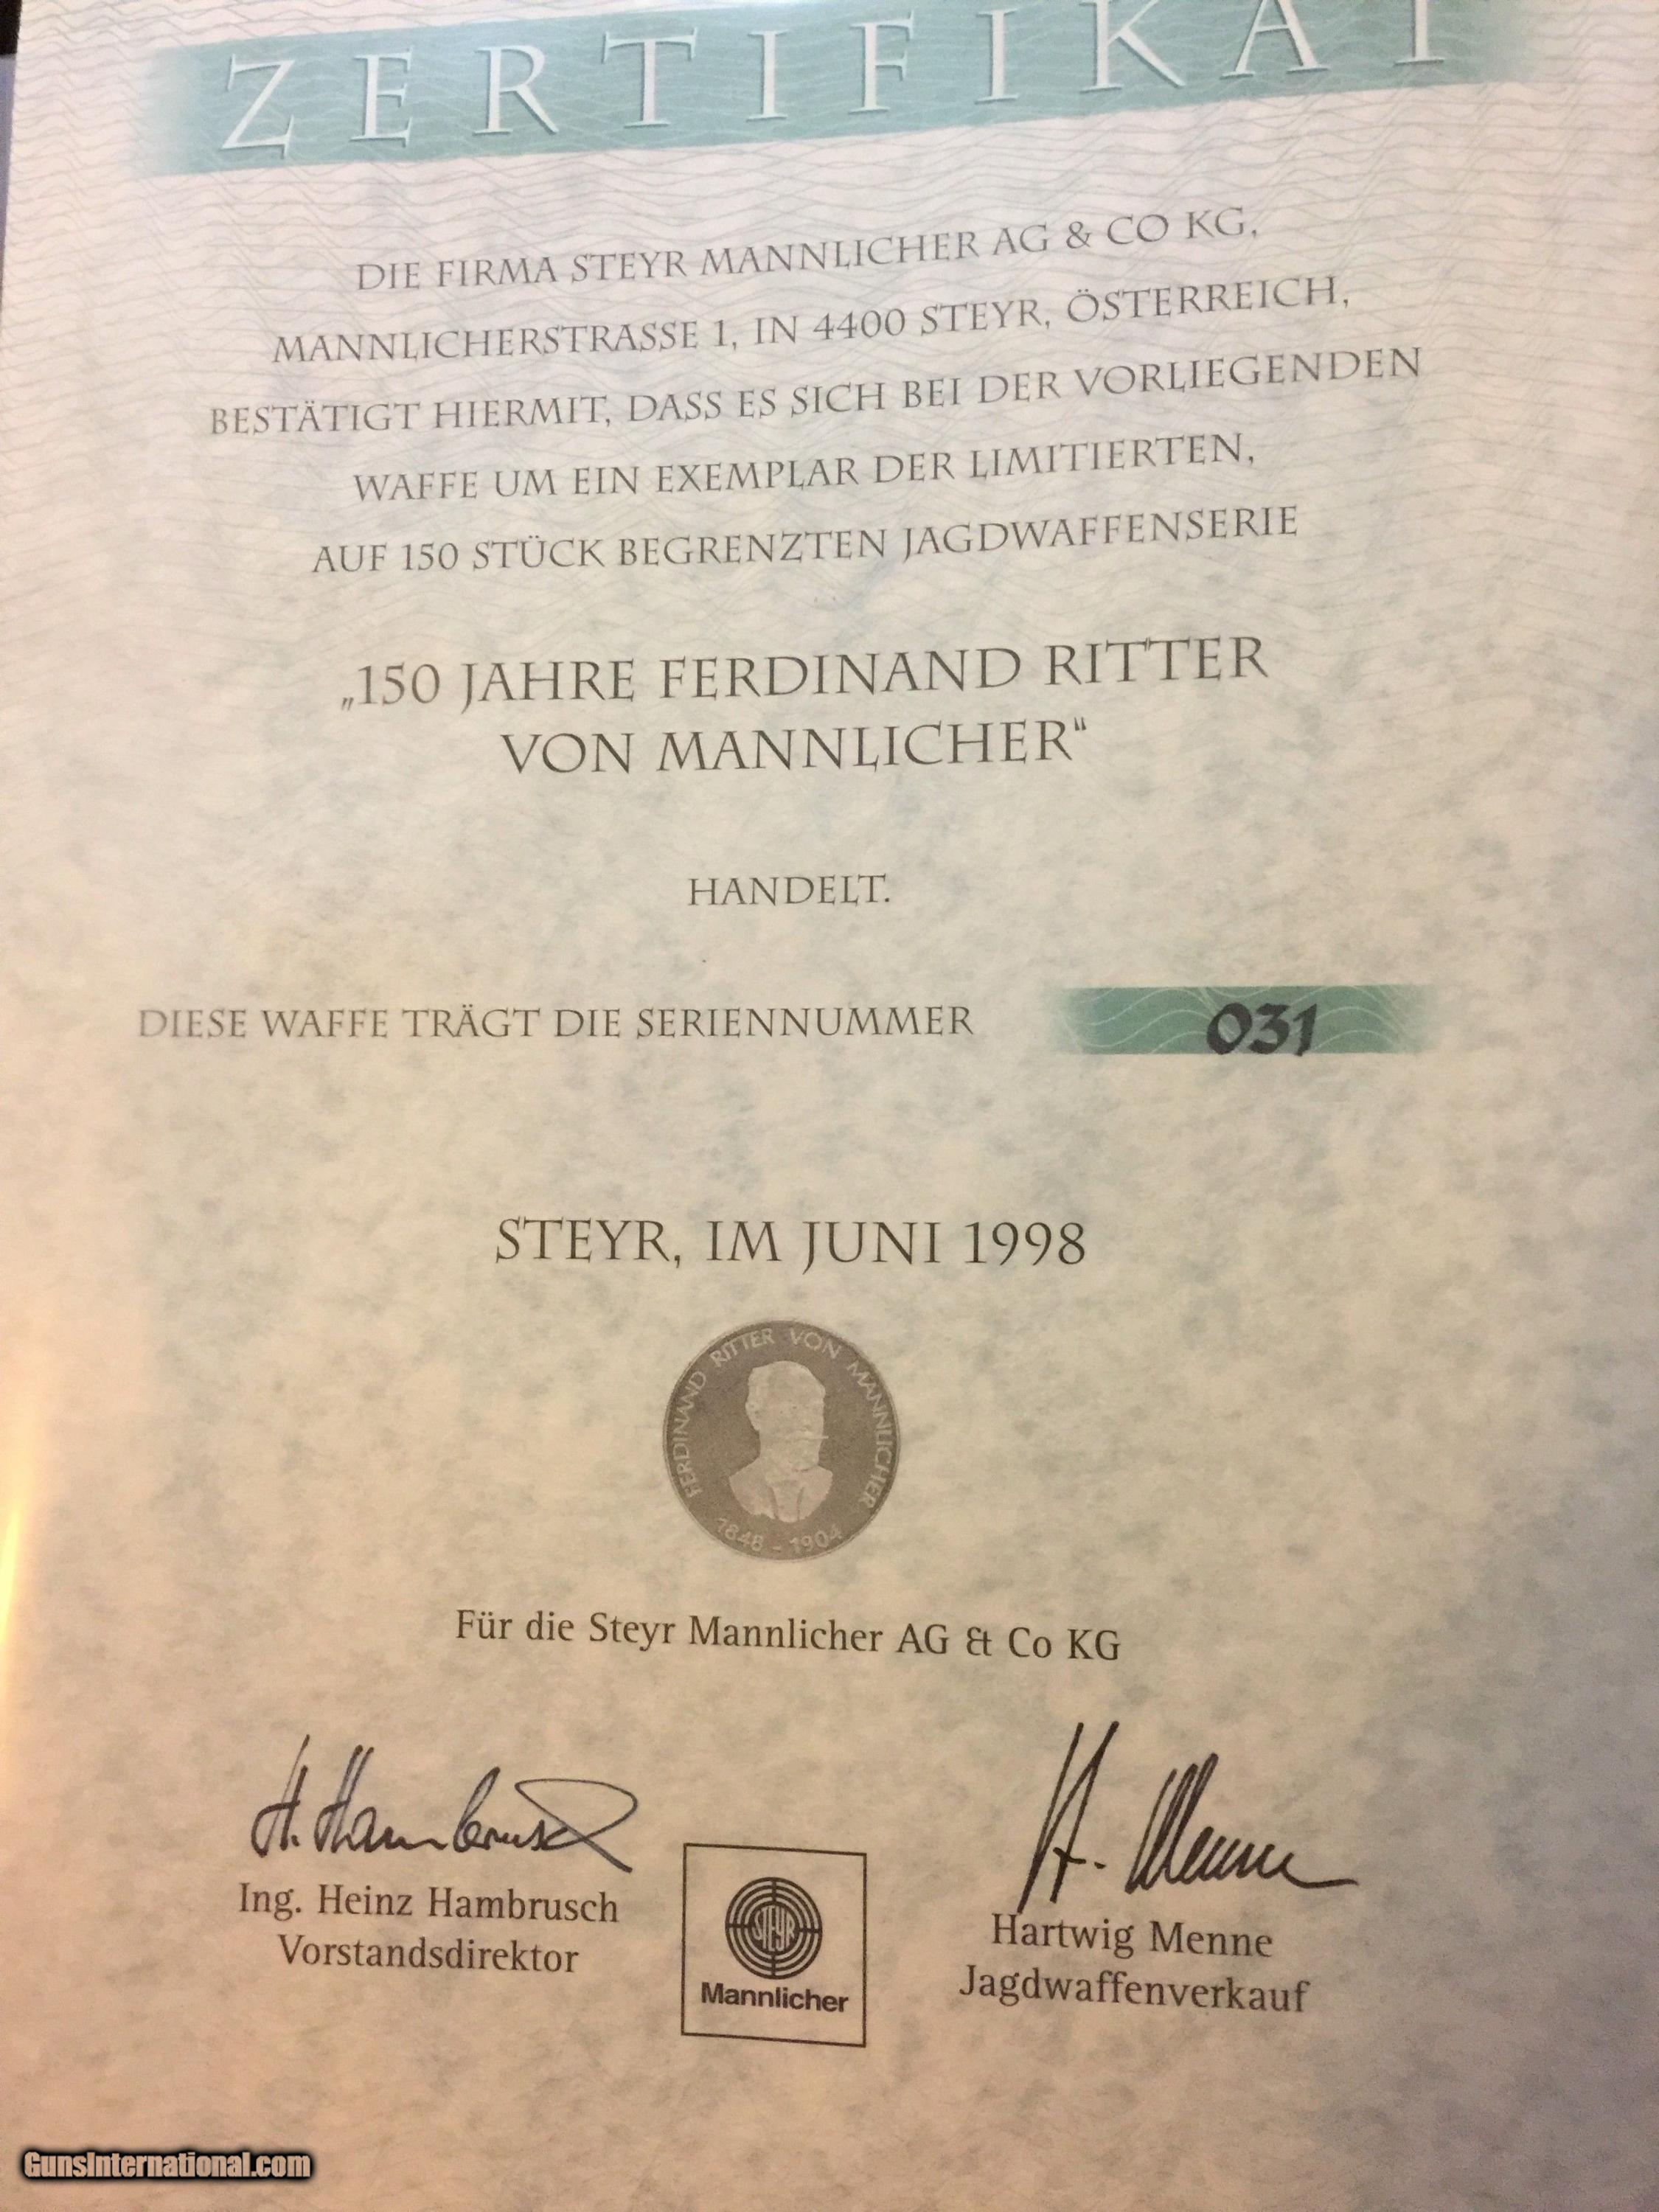 ZERTIFIKAT
DIE FIRMA STEYR MANNLICHER AG & CO KG,
MANNLICHERSTRASSE 1, IN 4400 STEYR, ÖSTERREICH,
BESTÄTIGT HIERMIT, DASS ES SICH BEI DER VORLIEGENDEN
WAFFE UM EIN EXEMPLAR DER LIMITIERTEN,
AUF 150 STÜCK BEGRENZTEN JAGDWAFFENSERIE
„150 JAHRE FERDINAND RITTER
VON MANNLICHER“
HANDELT.
DIESE WAFFE TRÄGT DIE SERIENNUMMER 031
STEYR, IM JUNI 1998
FERDINAND RITTER VON MANNLICHER
1848 - 1904
Für die Steyr Mannlicher AG & Co KG
H. Hambrusch
H. Menne
Ing. Heinz Hambrusch
Vorstandsdirektor
STEYR
Mannlicher
Hartwig Menne
Jagdwaffenverkauf
GunsInternational.com